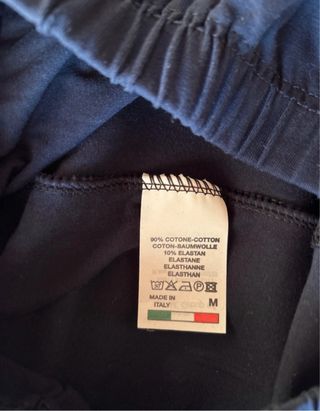 90% COTONE-COTTON
COTON-BAUMWOLLE
10% ELASTAN
ELASTANE
ELASTHANNE
ELASTHAN
MADE IN
ITALY
M